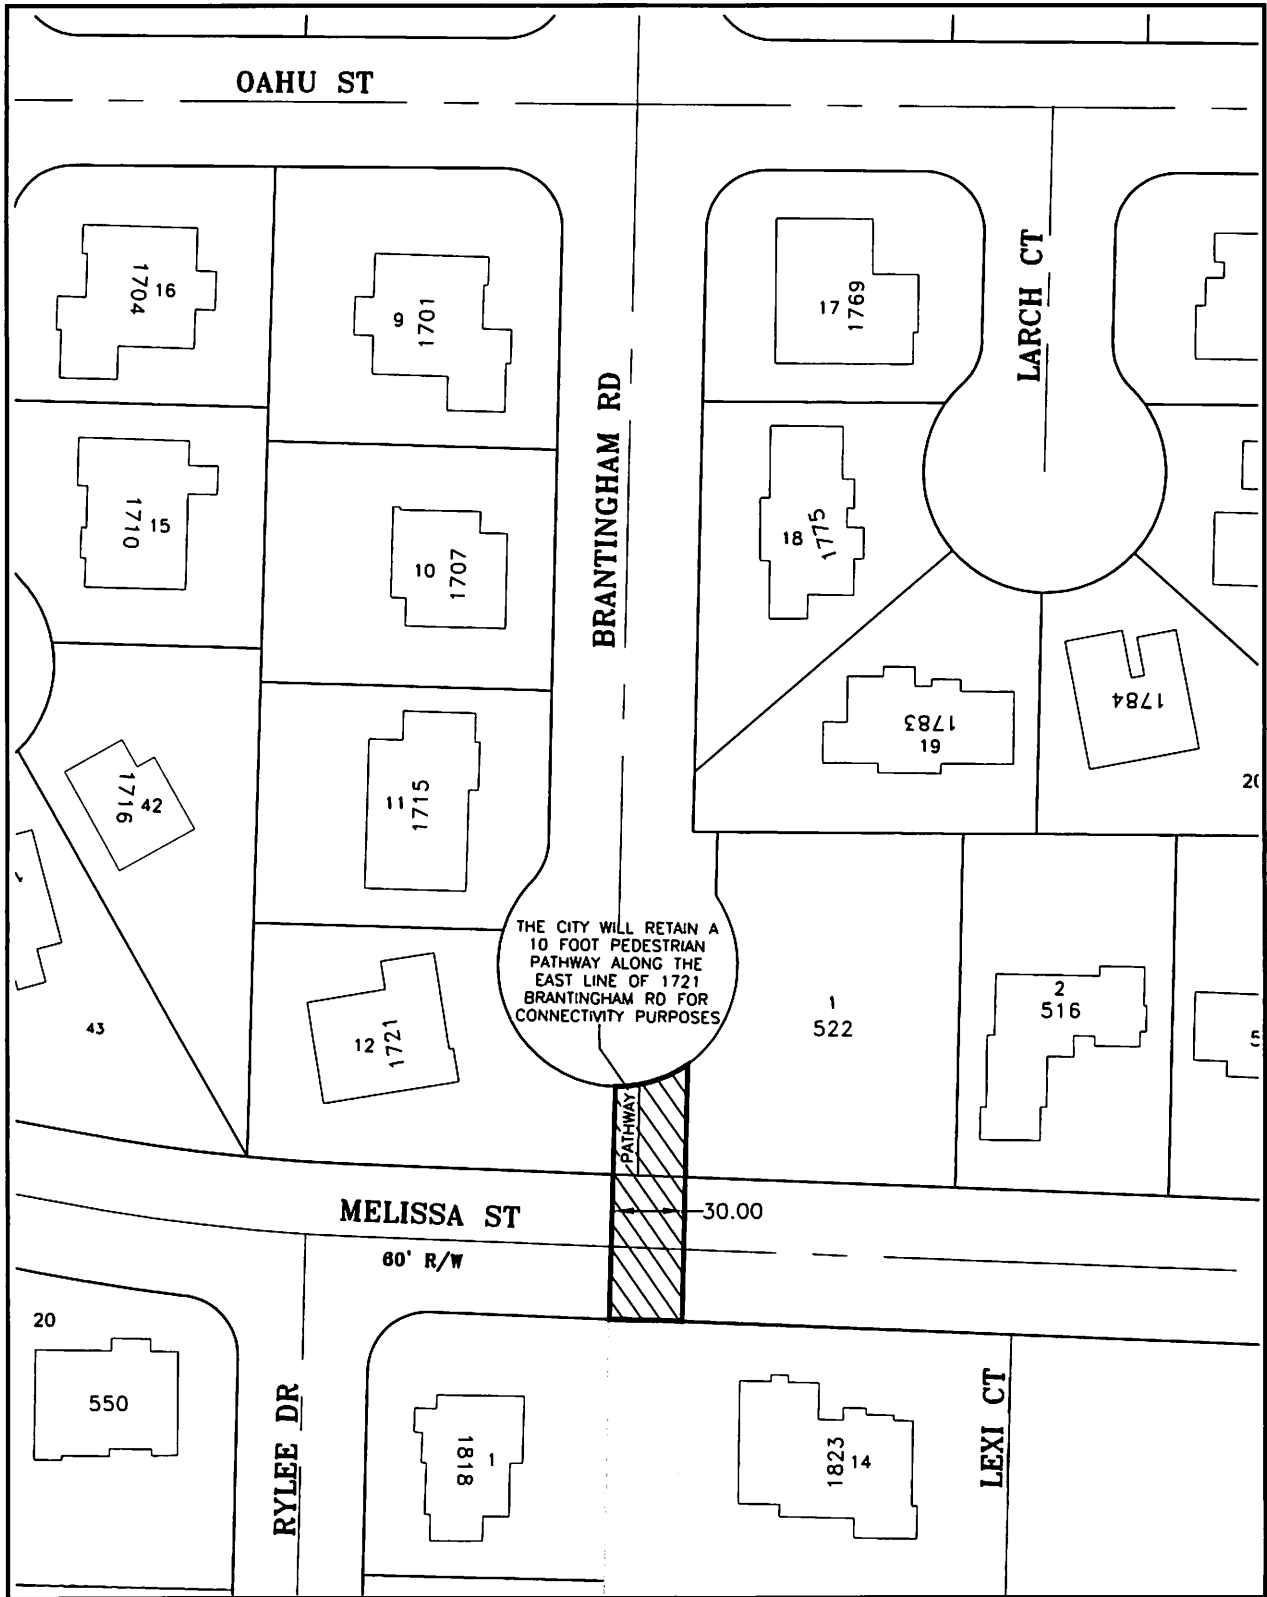 OAHU ST
LARCH CT
BRANTINGHAM RD
1704
16
9
1701
17
1769
1710
15
10
1707
18
1775
1716
42
11
1715
1783
19
1784
20
THE CITY WILL RETAIN A
10 FOOT PEDESTRIAN
PATHWAY ALONG THE
EAST LINE OF 1721
BRANTINGHAM RD FOR
CONNECTIVITY PURPOSES
43
12
1721
1
522
2
516
PATHWAY
MELISSA ST
30.00
60' R/W
20
550
RYLEE DR
1818
1
1823
14
LEXI CT